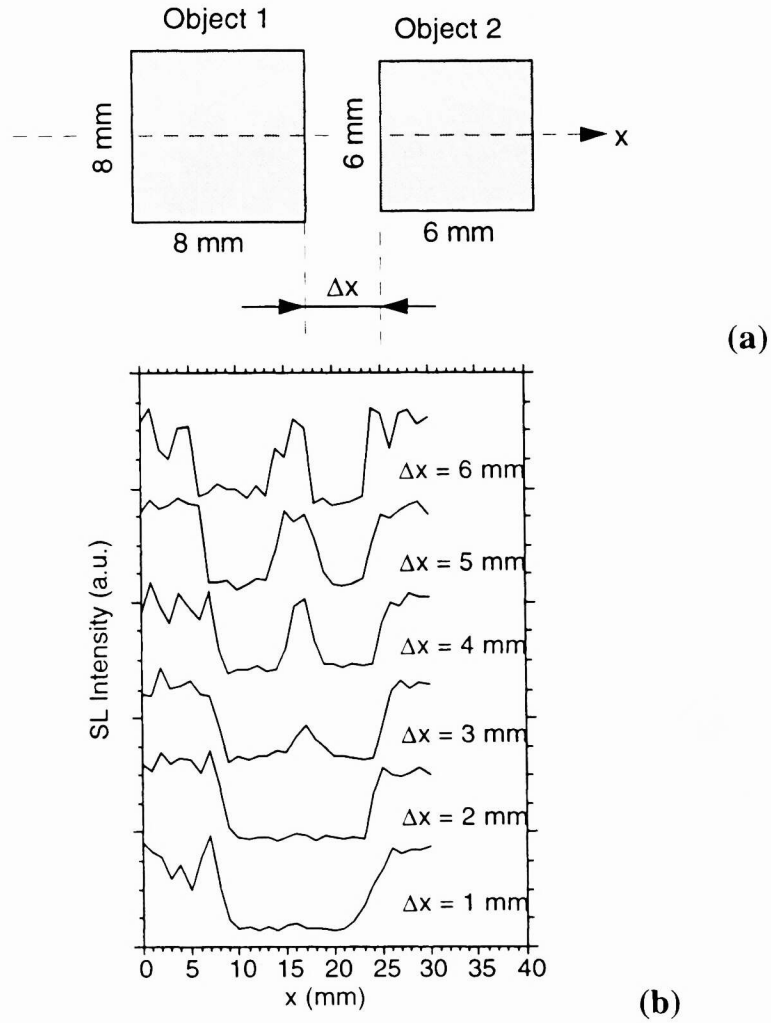 Object 1
Object 2
8 mm
6 mm
x
8 mm
6 mm
Δx
(a)
SL Intensity (a.u.)
Δx = 6 mm
Δx = 5 mm
Δx = 4 mm
Δx = 3 mm
Δx = 2 mm
Δx = 1 mm
0 5 10 15 20 25 30 35 40
x (mm)
(b)